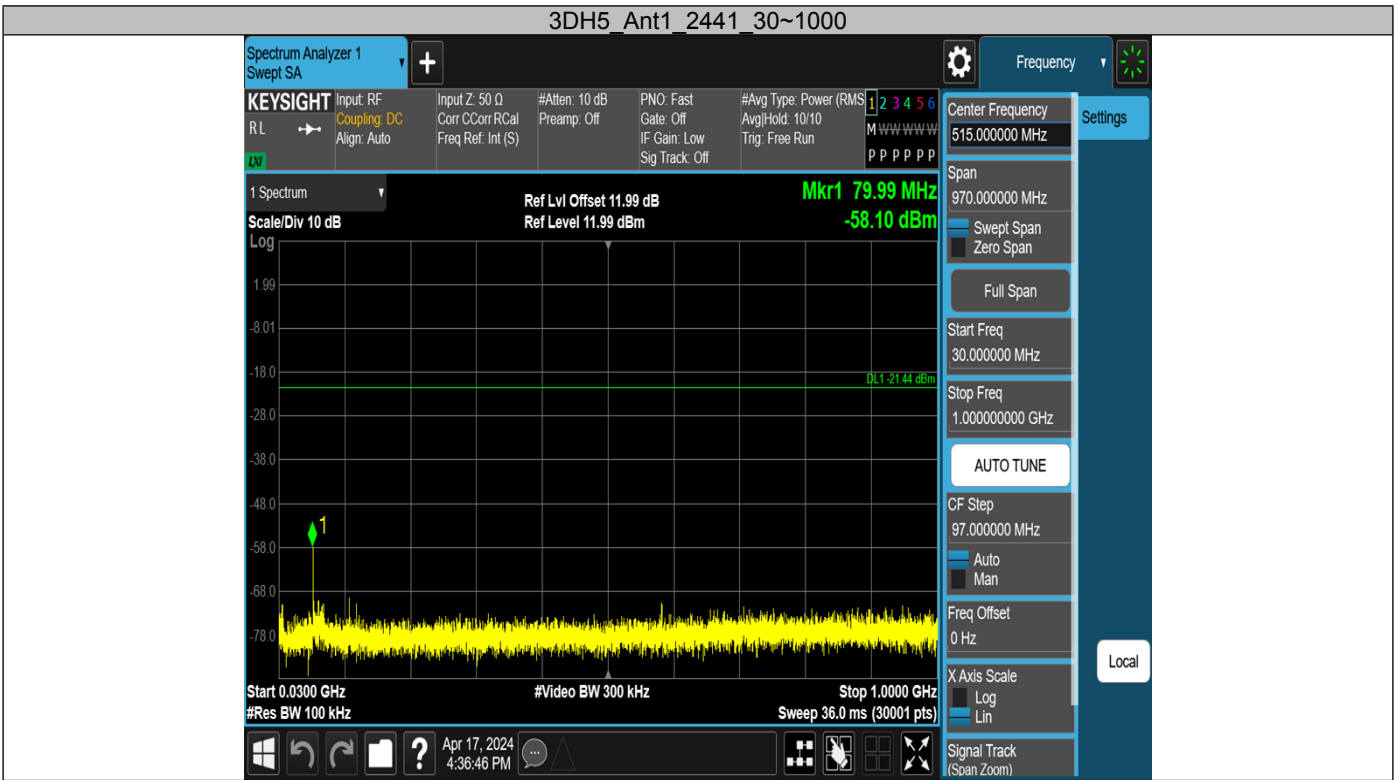 3DH5_Ant1_2441_30~1000
Spectrum Analyzer 1
Swept SA
+
Frequency
KEYSIGHT
R L
LXI
Input: RF
Coupling: DC
Align: Auto
Input Z: 50 Ω
Corr CCorr RCal
Freq Ref: Int (S)
#Atten: 10 dB
Preamp: Off
PNO: Fast
Gate: Off
IF Gain: Low
Sig Track: Off
#Avg Type: Power (RMS
Avg|Hold: 10/10
Trig: Free Run
1 2 3 4 5 6
M W W W W W
P P P P P P
1 Spectrum
Scale/Div 10 dB
Log
Ref Lvl Offset 11.99 dB
Ref Level 11.99 dBm
Mkr1 79.99 MHz
-58.10 dBm
1.99
-8.01
-18.0
DL1 -21.44 dBm
-28.0
-38.0
-48.0
1
-58.0
-68.0
-78.0
Start 0.0300 GHz
#Video BW 300 kHz
Stop 1.0000 GHz
#Res BW 100 kHz
Sweep 36.0 ms (30001 pts)
?
Apr 17, 2024
4:36:46 PM
Center Frequency
515.000000 MHz
Settings
Span
970.000000 MHz
Swept Span
Zero Span
Full Span
Start Freq
30.000000 MHz
Stop Freq
1.000000000 GHz
AUTO TUNE
CF Step
97.000000 MHz
Auto
Man
Freq Offset
0 Hz
Local
X Axis Scale
Log
Lin
Signal Track
(Span Zoom)